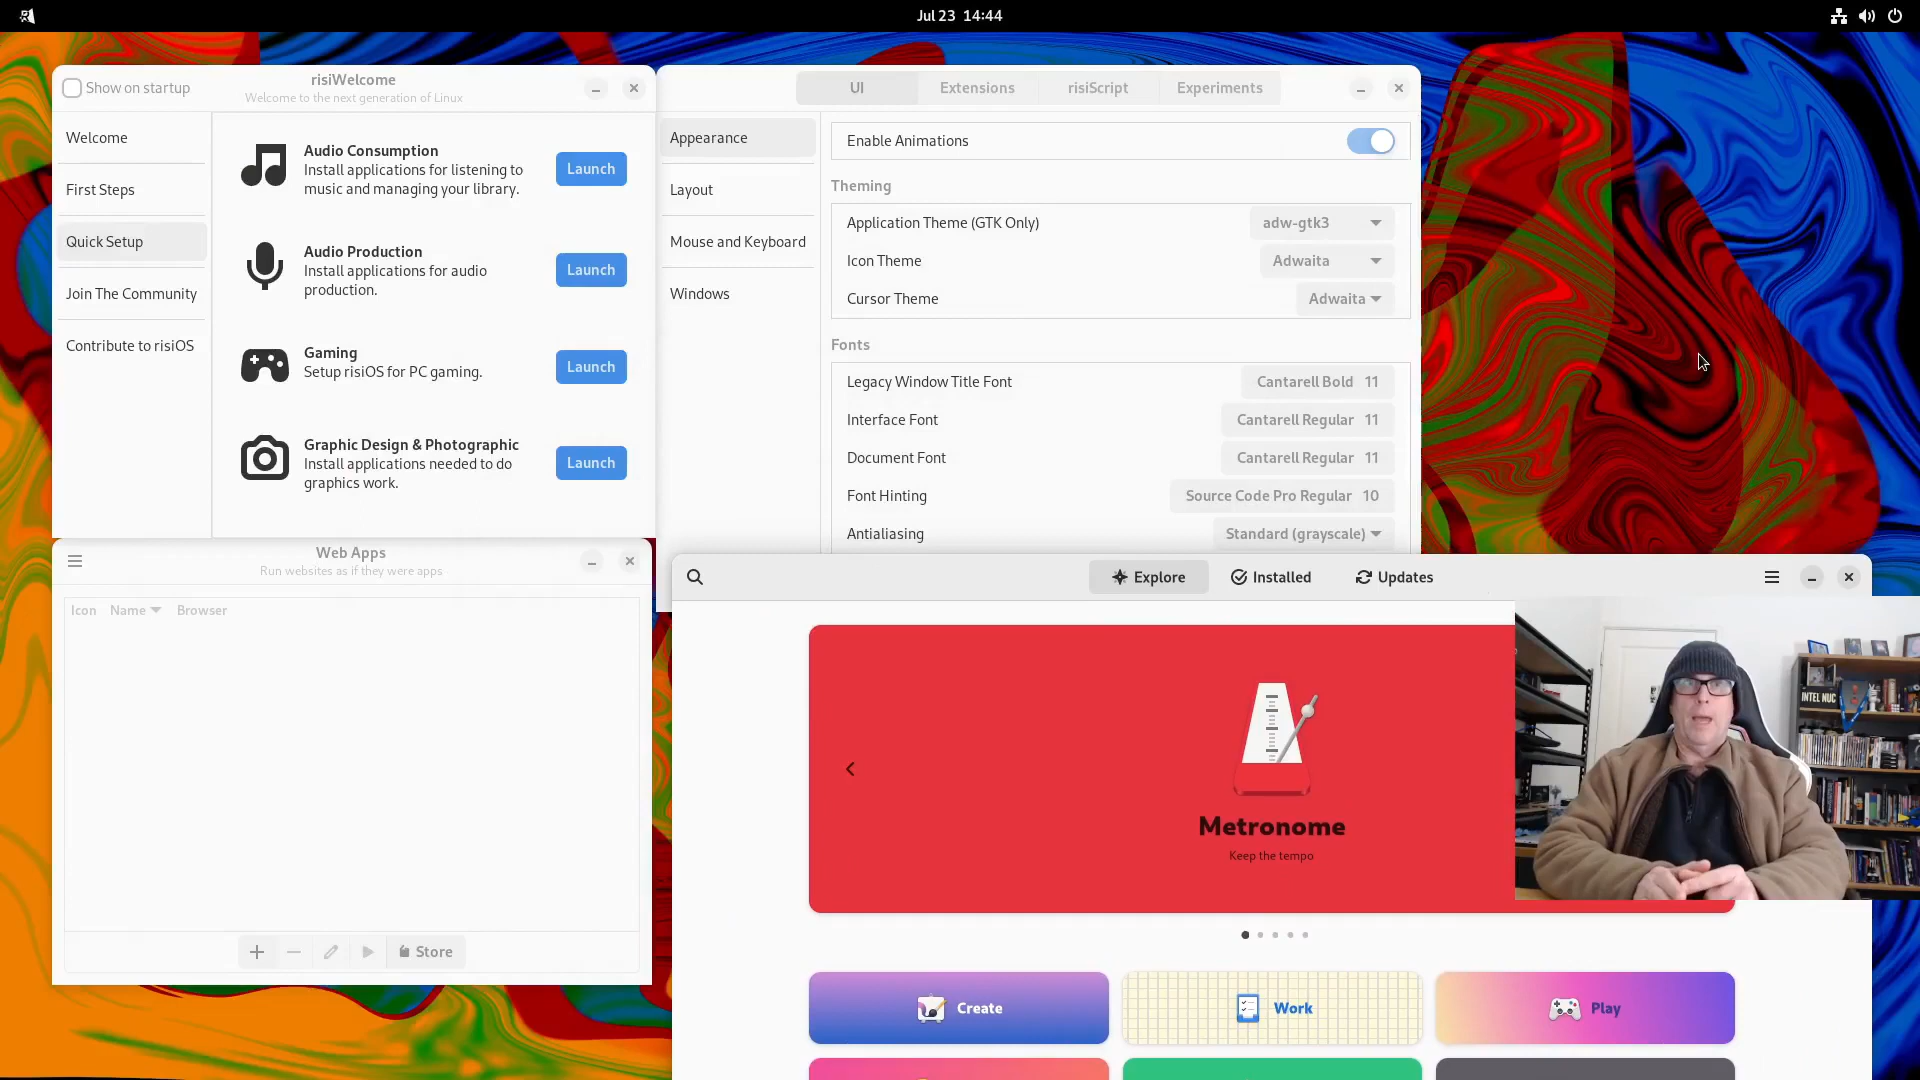 Jul 23 14:44
Show on startup
risiWelcome
Welcome to the next generation of Linux
Welcome
First Steps
Quick Setup
Join The Community
Contribute to risiOS
Audio Consumption
Install applications for listening to
music and managing your library.
Launch
Audio Production
Install applications for audio
production.
Launch
Gaming
Setup risiOS for PC gaming.
Launch
Graphic Design & Photographic
Install applications needed to do
graphics work.
Launch
UI Extensions risiScript Experiments
Appearance
Layout
Mouse and Keyboard
Windows
Enable Animations
Theming
Application Theme (GTK Only) adw-gtk3
Icon Theme Adwaita
Cursor Theme Adwaita
Fonts
Legacy Window Title Font Cantarell Bold 11
Interface Font Cantarell Regular 11
Document Font Cantarell Regular 11
Font Hinting Source Code Pro Regular 10
Antialiasing Standard (grayscale)
Web Apps
Run websites as if they were apps
Icon Name Browser
Store
Explore Installed Updates
Metronome
Keep the tempo
INTEL NUC
Create Work Play